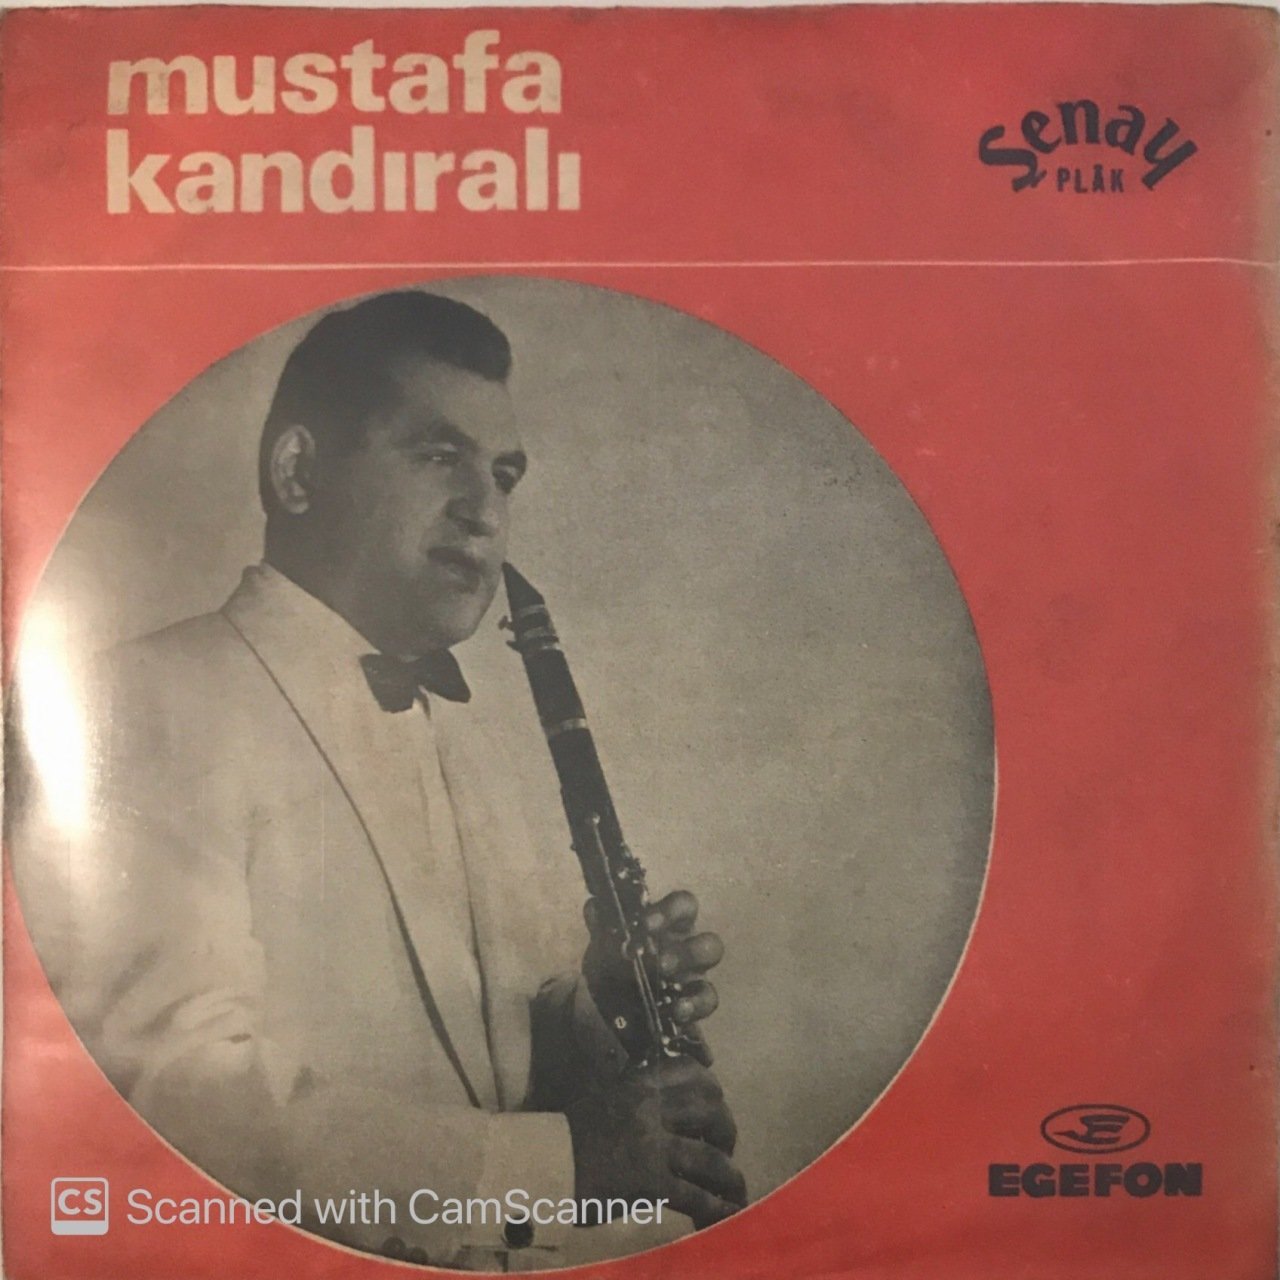 mustafa
kandıralı
Şenay
PLÂK
EGEFON
CS Scanned with CamScanner